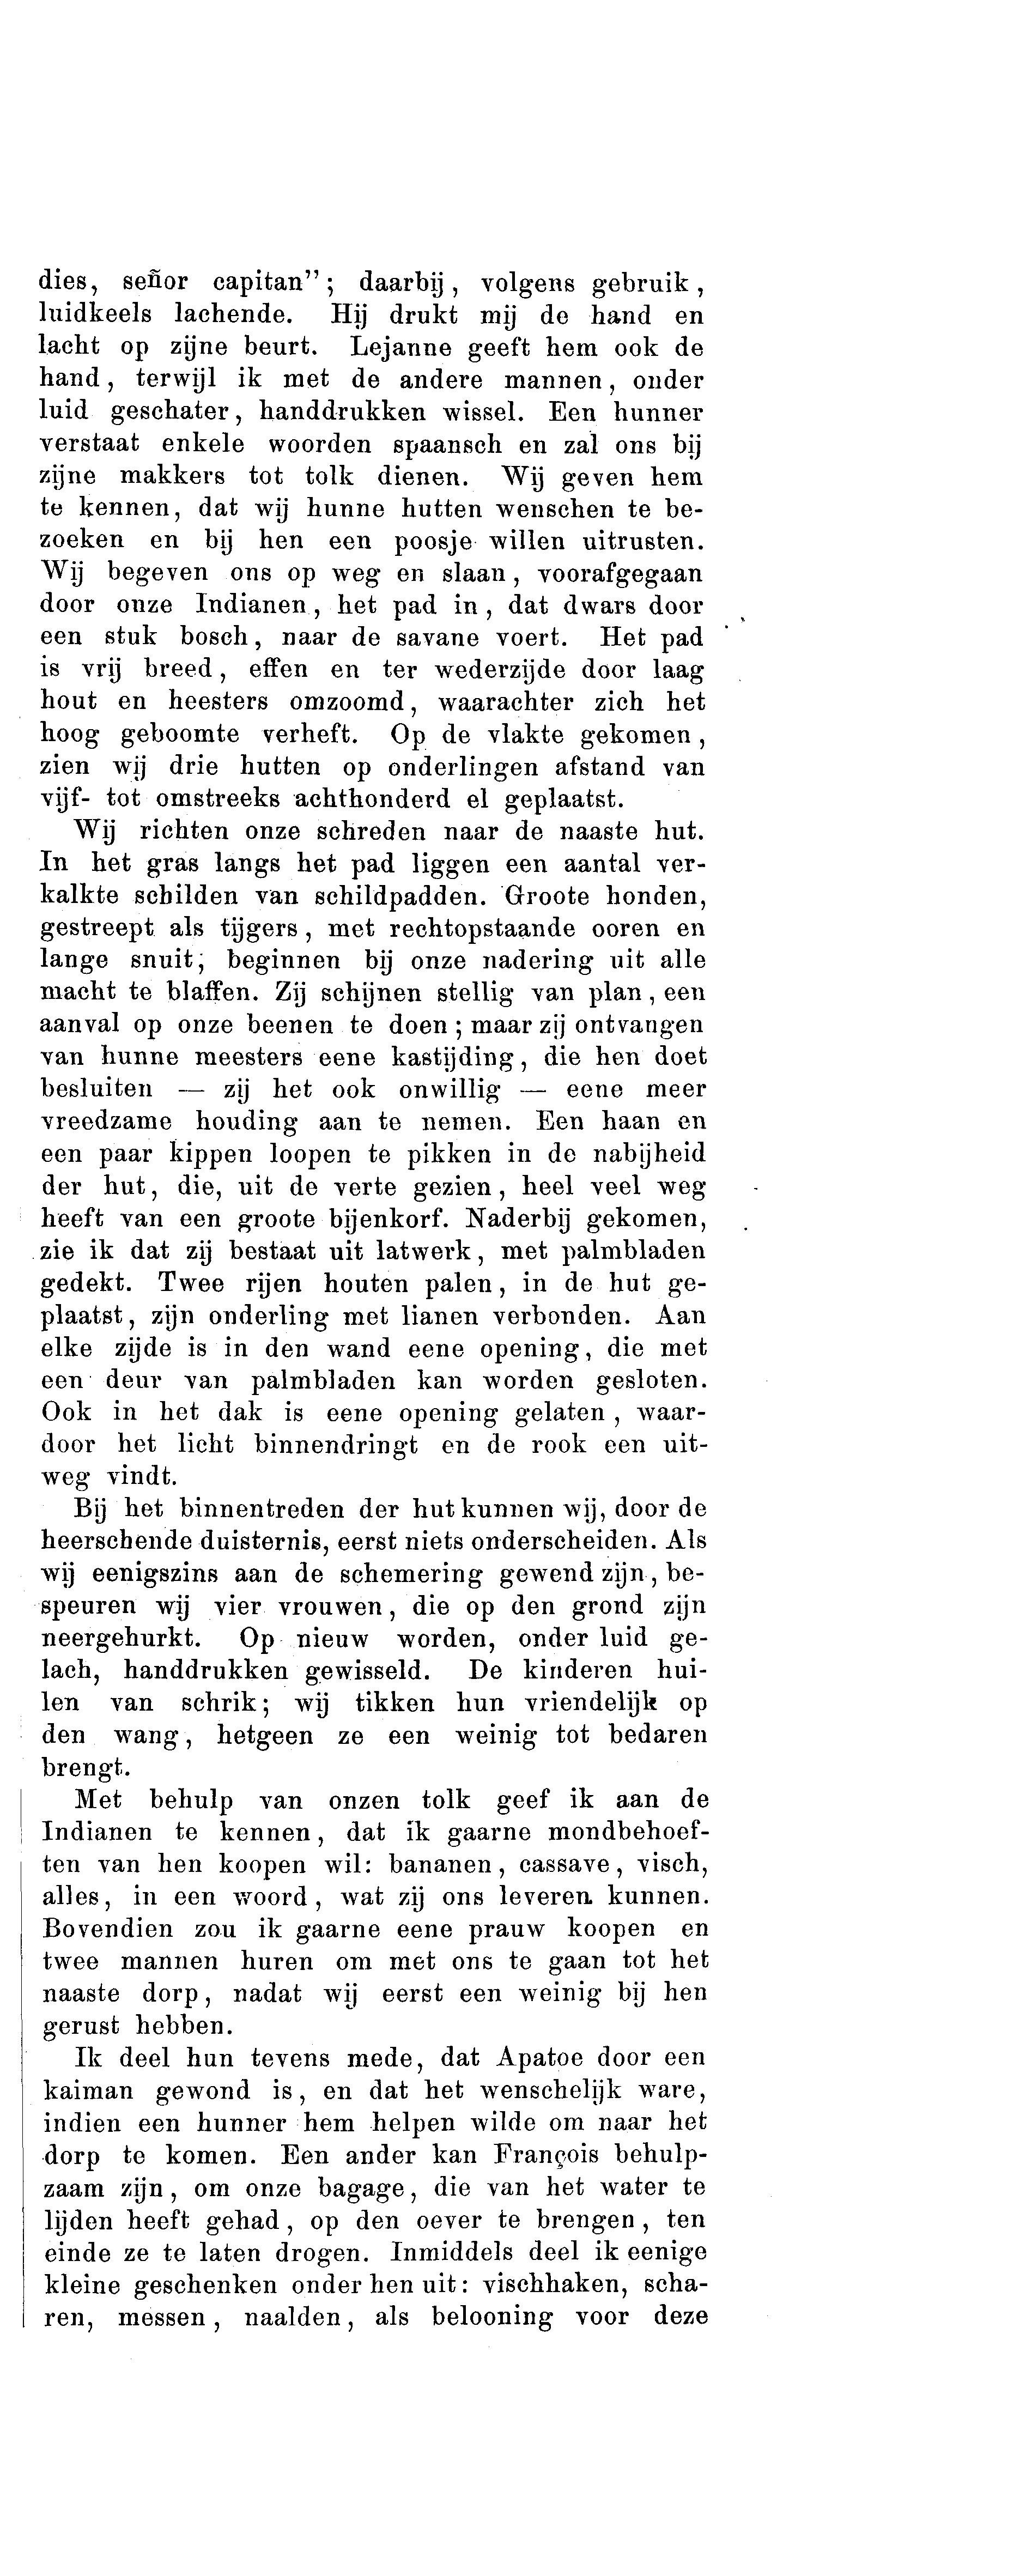 dies, señor capitan”; daarbij, volgens gebruik,
luidkeels lachende. Hij drukt mij de hand en
lacht op zijne beurt. Lejanne geeft hem ook de
hand, terwijl ik met de andere mannen, onder
luid geschater, handdrukken wissel. Een hunner
verstaat enkele woorden spaansch en zal ons bij
zijne makkers tot tolk dienen. Wij geven hem
te kennen, dat wij hunne hutten wenschen te be-
zoeken en bij hen een poosje willen uitrusten.
Wij begeven ons op weg en slaan, voorafgegaan
door onze Indianen, het pad in, dat dwars door
een stuk bosch, naar de savane voert. Het pad
is vrij breed, effen en ter wederzijde door laag
hout en heesters omzoomd, waarachter zich het
hoog geboomte verheft. Op de vlakte gekomen,
zien wij drie hutten op onderlingen afstand van
vijf- tot omstreeks achthonderd el geplaatst.
Wij richten onze schreden naar de naaste hut.
In het gras langs het pad liggen een aantal ver-
kalkte schilden van schildpadden. Groote honden,
gestreept als tijgers, met rechtopstaande ooren en
lange snuit, beginnen bij onze nadering uit alle
macht te blaffen. Zij schijnen stellig van plan, een
aanval op onze beenen te doen; maar zij ontvangen
van hunne meesters eene kastijding, die hen doet
besluiten — zij het ook onwillig — eene meer
vreedzame houding aan te nemen. Een haan en
een paar kippen loopen te pikken in de nabijheid
der hut, die, uit de verte gezien, heel veel weg
heeft van een groote bijenkorf. Naderbij gekomen,
zie ik dat zij bestaat uit latwerk, met palmbladen
gedekt. Twee rijen houten palen, in de hut ge-
plaatst, zijn onderling met lianen verbonden. Aan
elke zijde is in den wand eene opening, die met
een deur van palmbladen kan worden gesloten.
Ook in het dak is eene opening gelaten, waar-
door het licht binnendringt en de rook een uit-
weg vindt.
Bij het binnentreden der hut kunnen wij, door de
heerschende duisternis, eerst niets onderscheiden. Als
wij eenigszins aan de schemering gewend zijn, be-
speuren wij vier vrouwen, die op den grond zijn
neergehurkt. Op nieuw worden, onder luid ge-
lach, handdrukken gewisseld. De kinderen hui-
len van schrik; wij tikken hun vriendelijk op
den wang, hetgeen ze een weinig tot bedaren
brengt.
Met behulp van onzen tolk geef ik aan de
Indianen te kennen, dat ik gaarne mondbehoef-
ten van hen koopen wil: bananen, cassave, visch,
alles, in een woord, wat zij ons leveren kunnen.
Bovendien zou ik gaarne eene prauw koopen en
twee mannen huren om met ons te gaan tot het
naaste dorp, nadat wij eerst een weinig bij hen
gerust hebben.
Ik deel hun tevens mede, dat Apatoe door een
kaiman gewond is, en dat het wenschelijk ware,
indien een hunner hem helpen wilde om naar het
dorp te komen. Een ander kan François behulp-
zaam zijn, om onze bagage, die van het water te
lijden heeft gehad, op den oever te brengen, ten
einde ze te laten drogen. Inmiddels deel ik eenige
kleine geschenken onder hen uit: vischhaken, scha-
ren, messen, naalden, als belooning voor deze